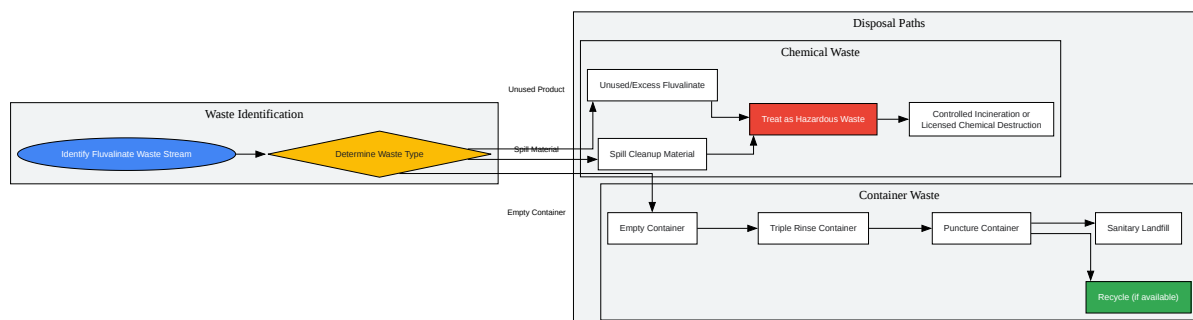 Disposal Paths
Chemical Waste
Unused Product
Unused/Excess Fluvalinate
Waste Identification
Treat as Hazardous Waste
Controlled Incineration or
Licensed Chemical Destruction
Identify Fluvalinate Waste Stream
Determine Waste Type
Spill Material
Spill Cleanup Material
Container Waste
Empty Container
Empty Container
Triple Rinse Container
Puncture Container
Sanitary Landfill
Recycle (if available)